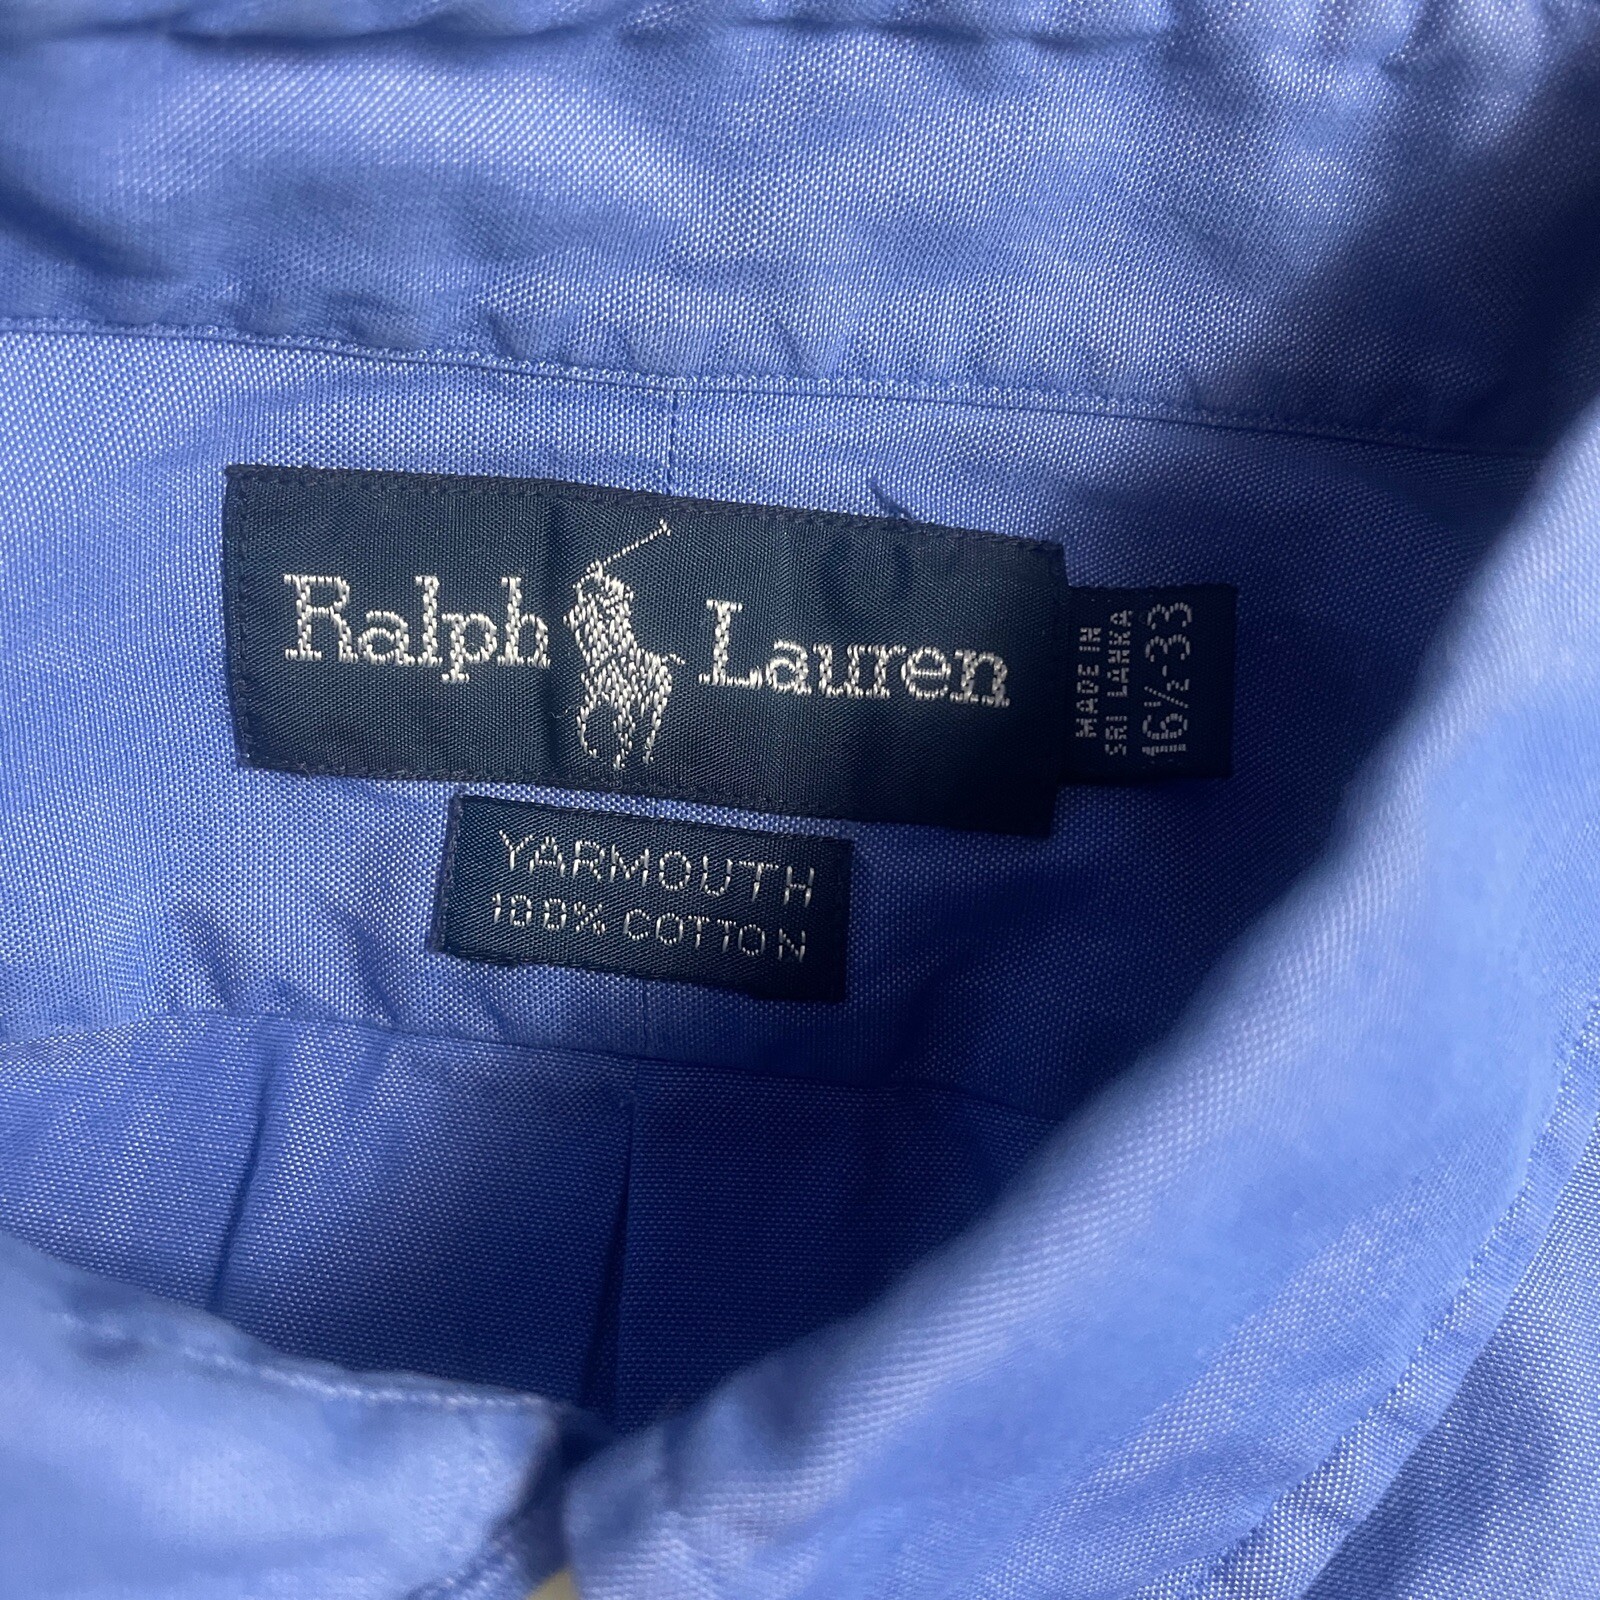 Ralph Lauren
MADE IN
SRI LANKA
16½-33
YARMOUTH
100% COTTON